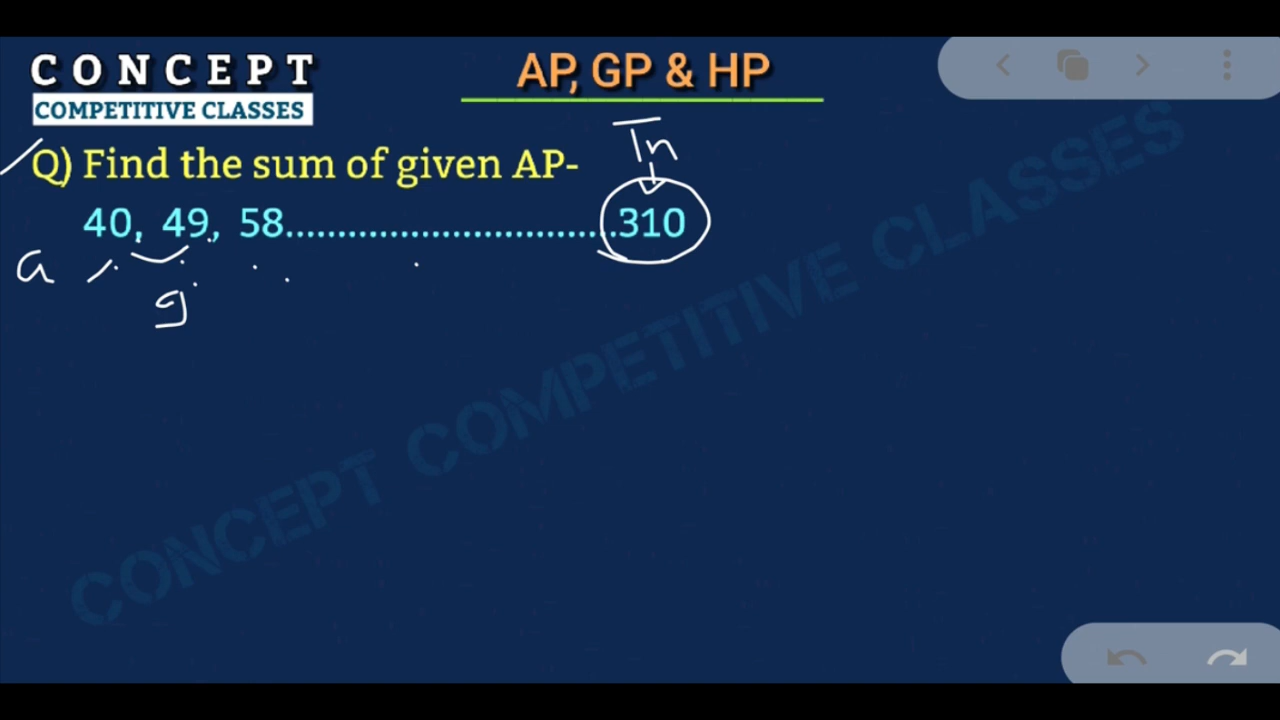 CONCEPT
COMPETITIVE CLASSES
AP, GP & HP
Tn
Q) Find the sum of given AP-
40, 49, 58..............................310
a
9
CONCEPT COMPETITIVE CLASSES